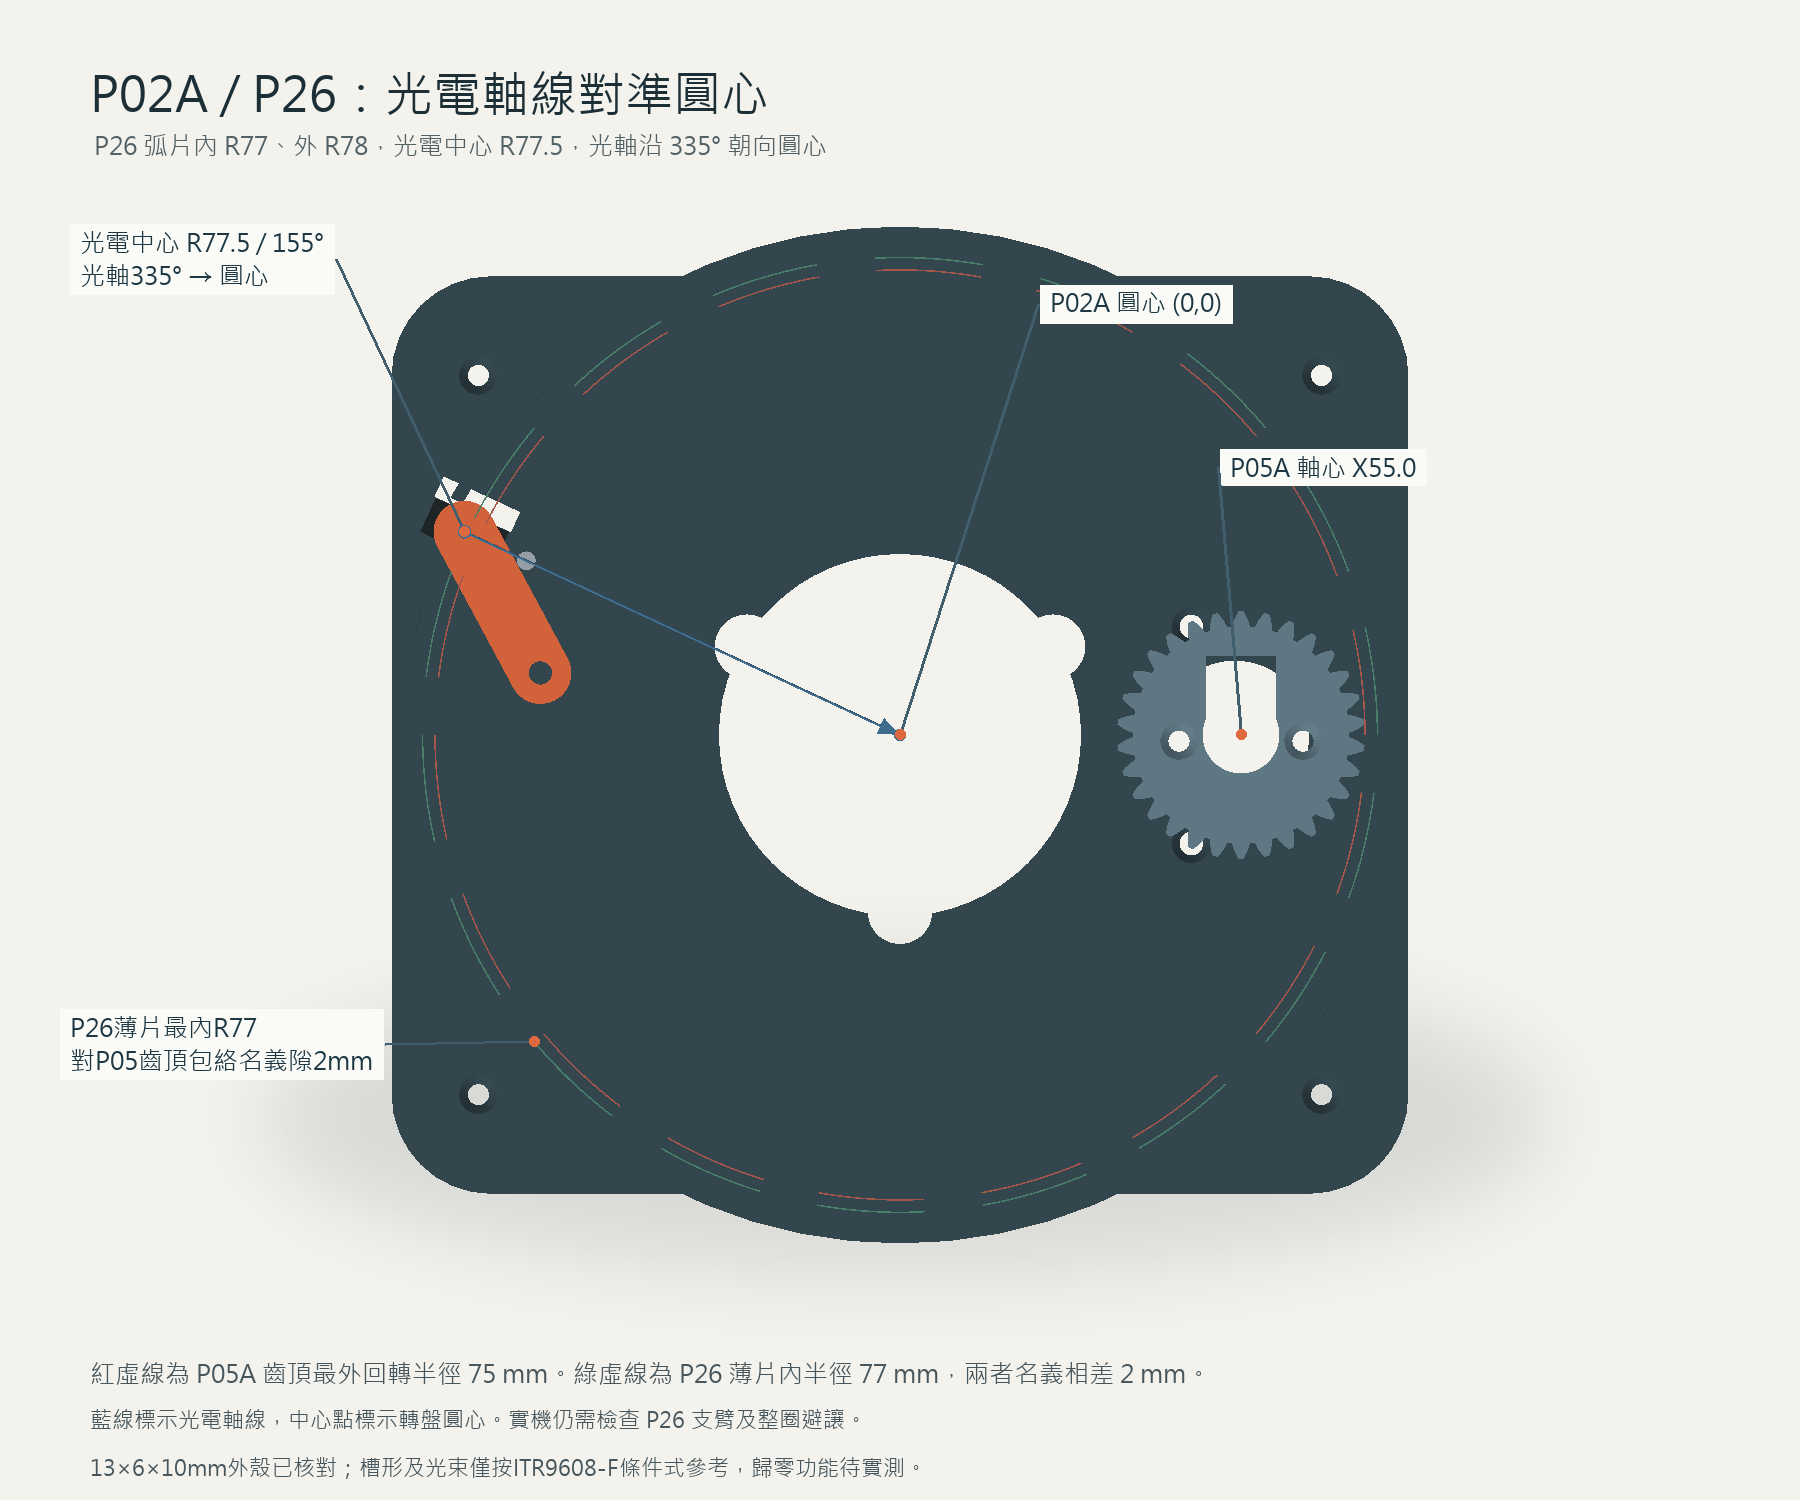 P02A / P26：光電軸線對準圓心
P26 弧片內 R77、外 R78，光電中心 R77.5，光軸沿 335° 朝向圓心
光電中心 R77.5 / 155°
光軸335° → 圓心
P02A 圓心 (0,0)
P05A 軸心 X55.0
P26薄片最內R77
對P05齒頂包絡名義隙2mm
紅虛線為 P05A 齒頂最外回轉半徑 75 mm。綠虛線為 P26 薄片內半徑 77 mm，兩者名義相差 2 mm。
藍線標示光電軸線，中心點標示轉盤圓心。實機仍需檢查 P26 支臂及整圈避讓。
13×6×10mm外殼已核對；槽形及光束僅按ITR9608-F條件式參考，歸零功能待實測。